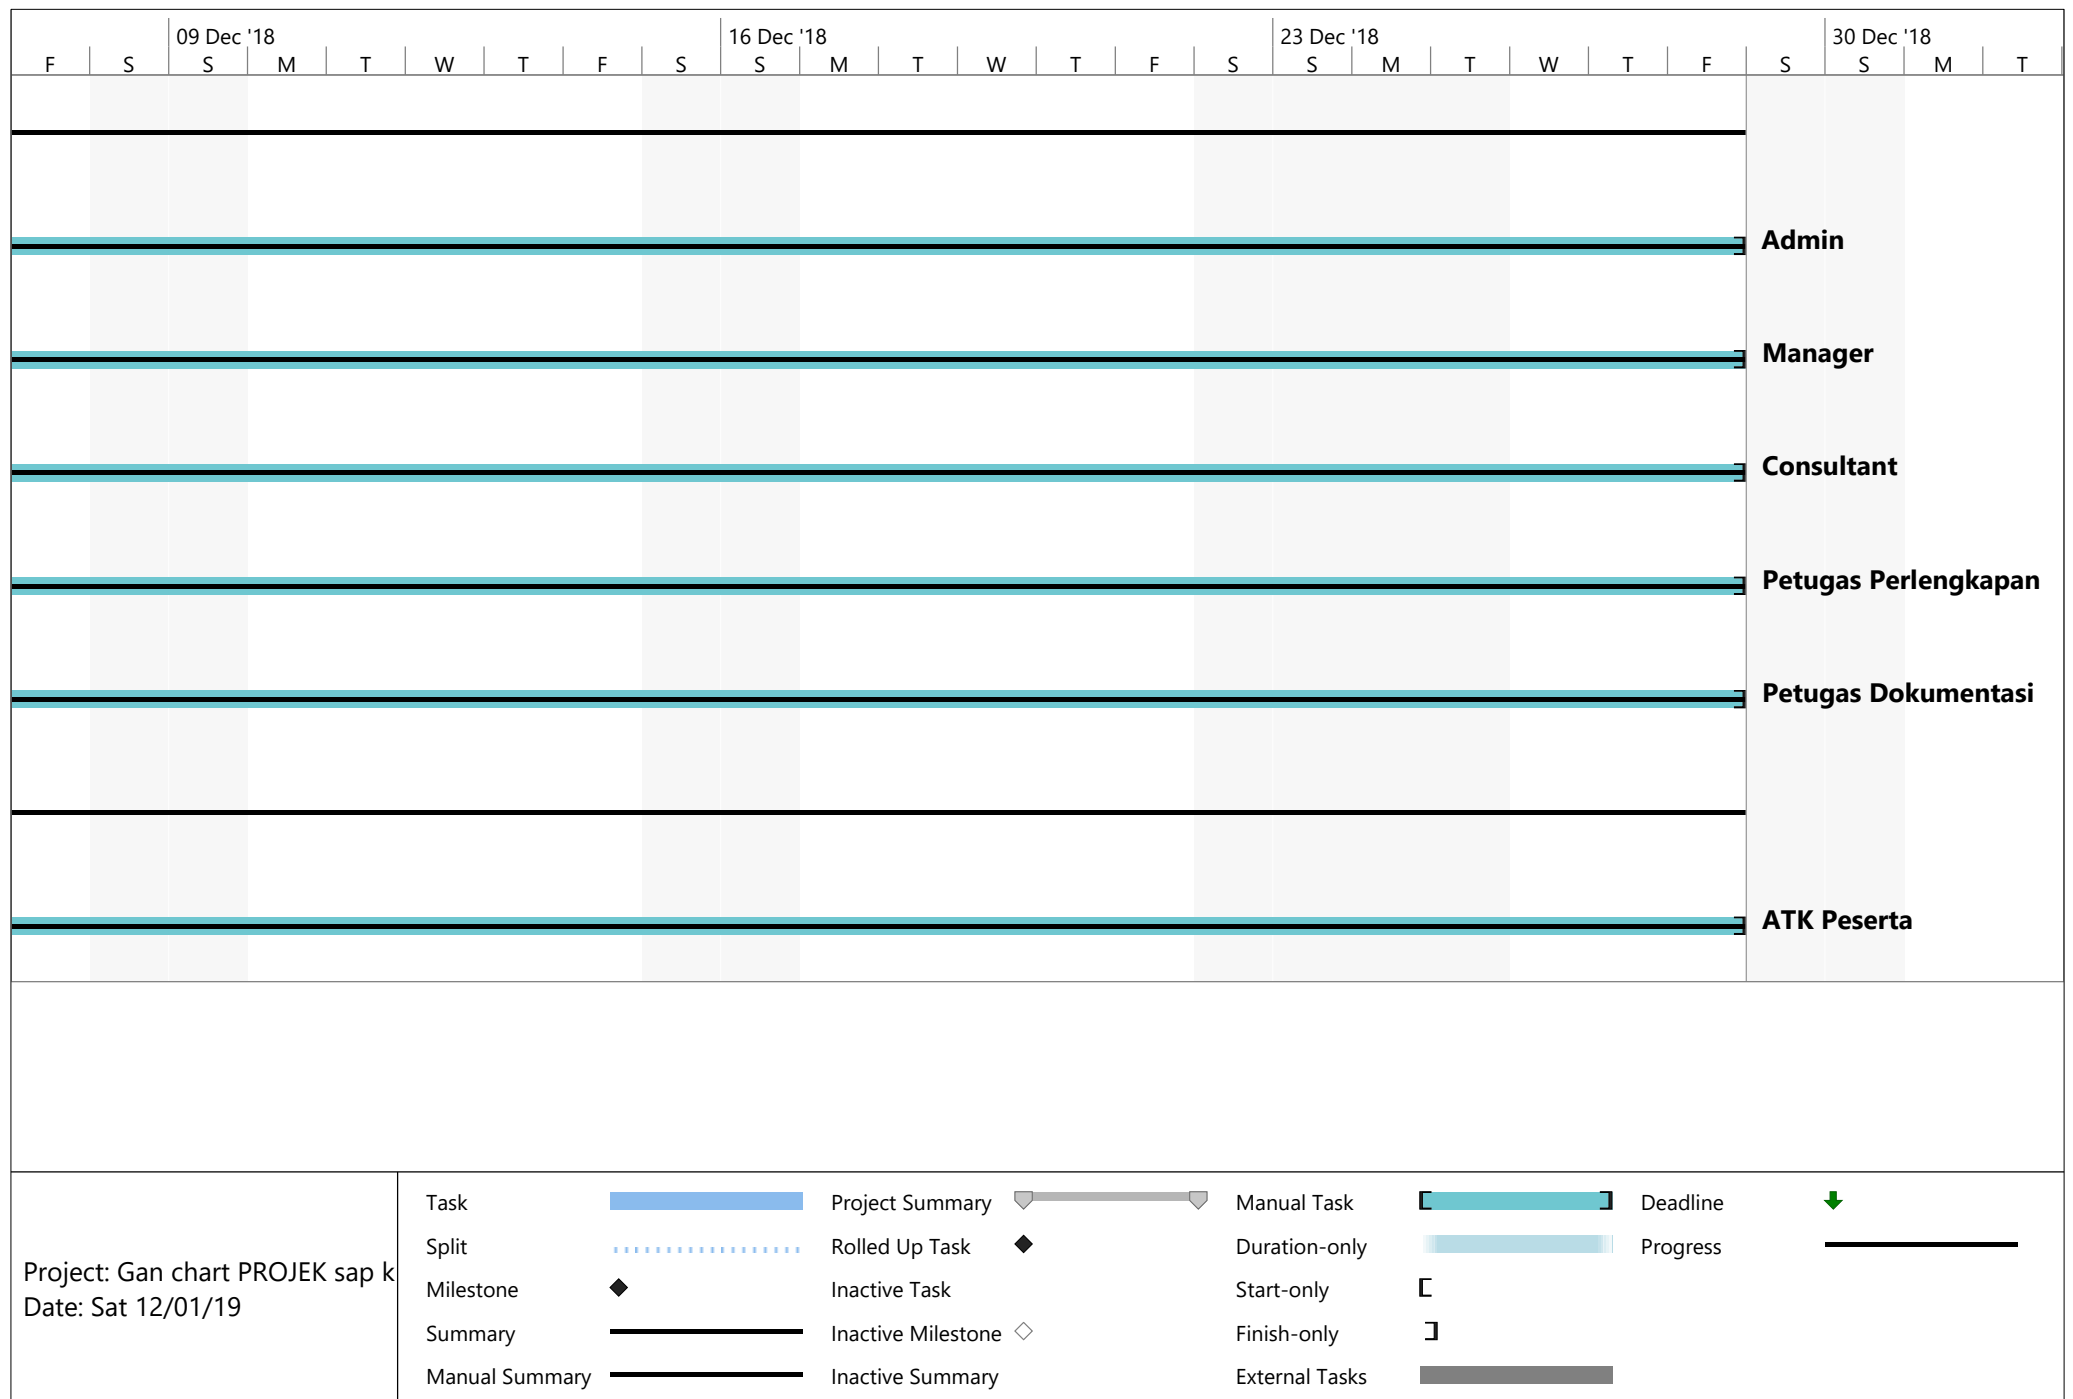 09 Dec '18 16 Dec '18 23 Dec '18 30 Dec '18
F S S M T W T F S S M T W T F S S M T W T F S S M T
Admin
Manager
Consultant
Petugas Perlengkapan
Petugas Dokumentasi
ATK Peserta
Project: Gan chart PROJEK sap k
Date: Sat 12/01/19
Task
Split
Milestone
Summary
Manual Summary
Project Summary
Rolled Up Task
Inactive Task
Inactive Milestone
Inactive Summary
Manual Task
Duration-only
Start-only
Finish-only
External Tasks
Deadline
Progress